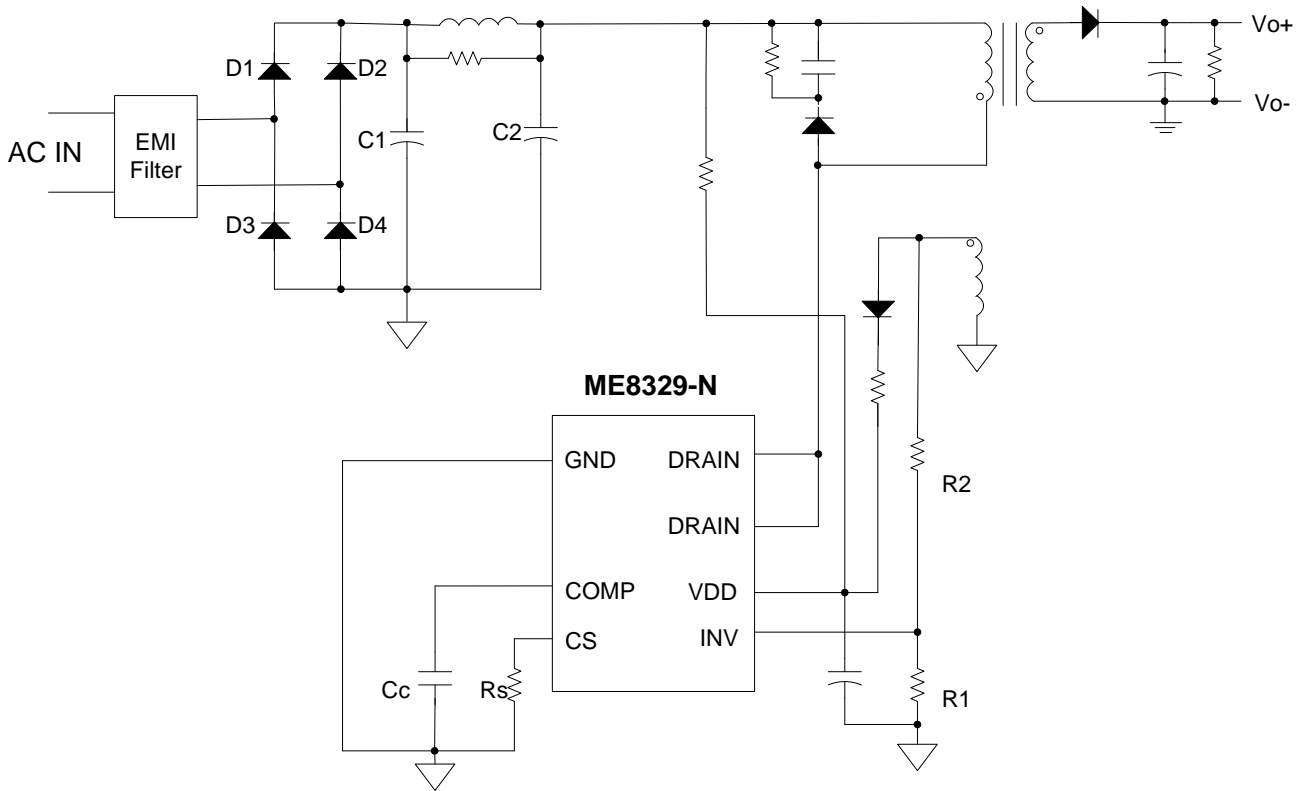 Vo+
D1
D2
AC IN
EMI
Filter
C1
C2
Vo-
D3
D4
ME8329-N
GND
DRAIN
R2
DRAIN
COMP
VDD
CS
INV
Cc
Rs
R1